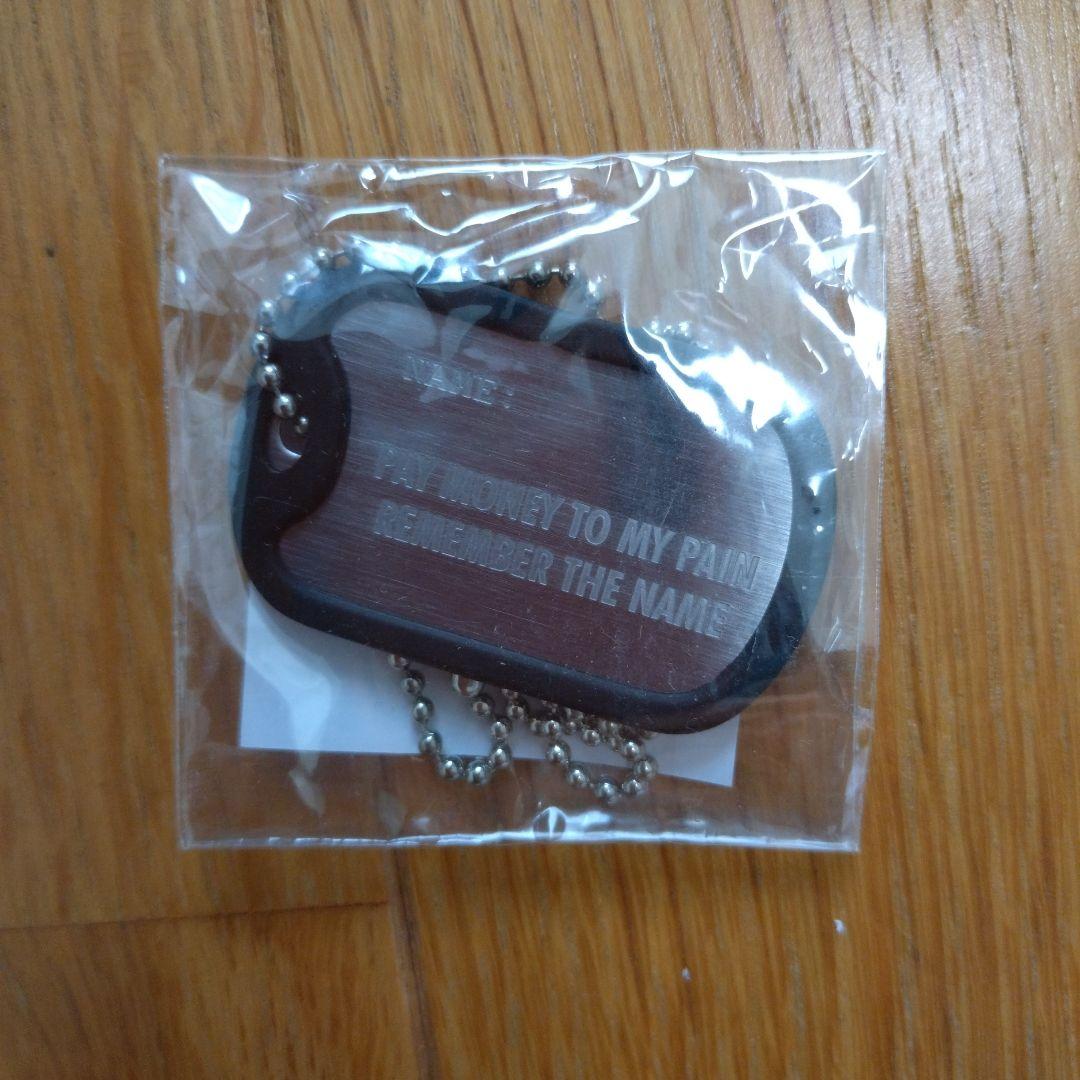 NAME :
PAY MONEY TO MY PAIN
REMEMBER THE NAME